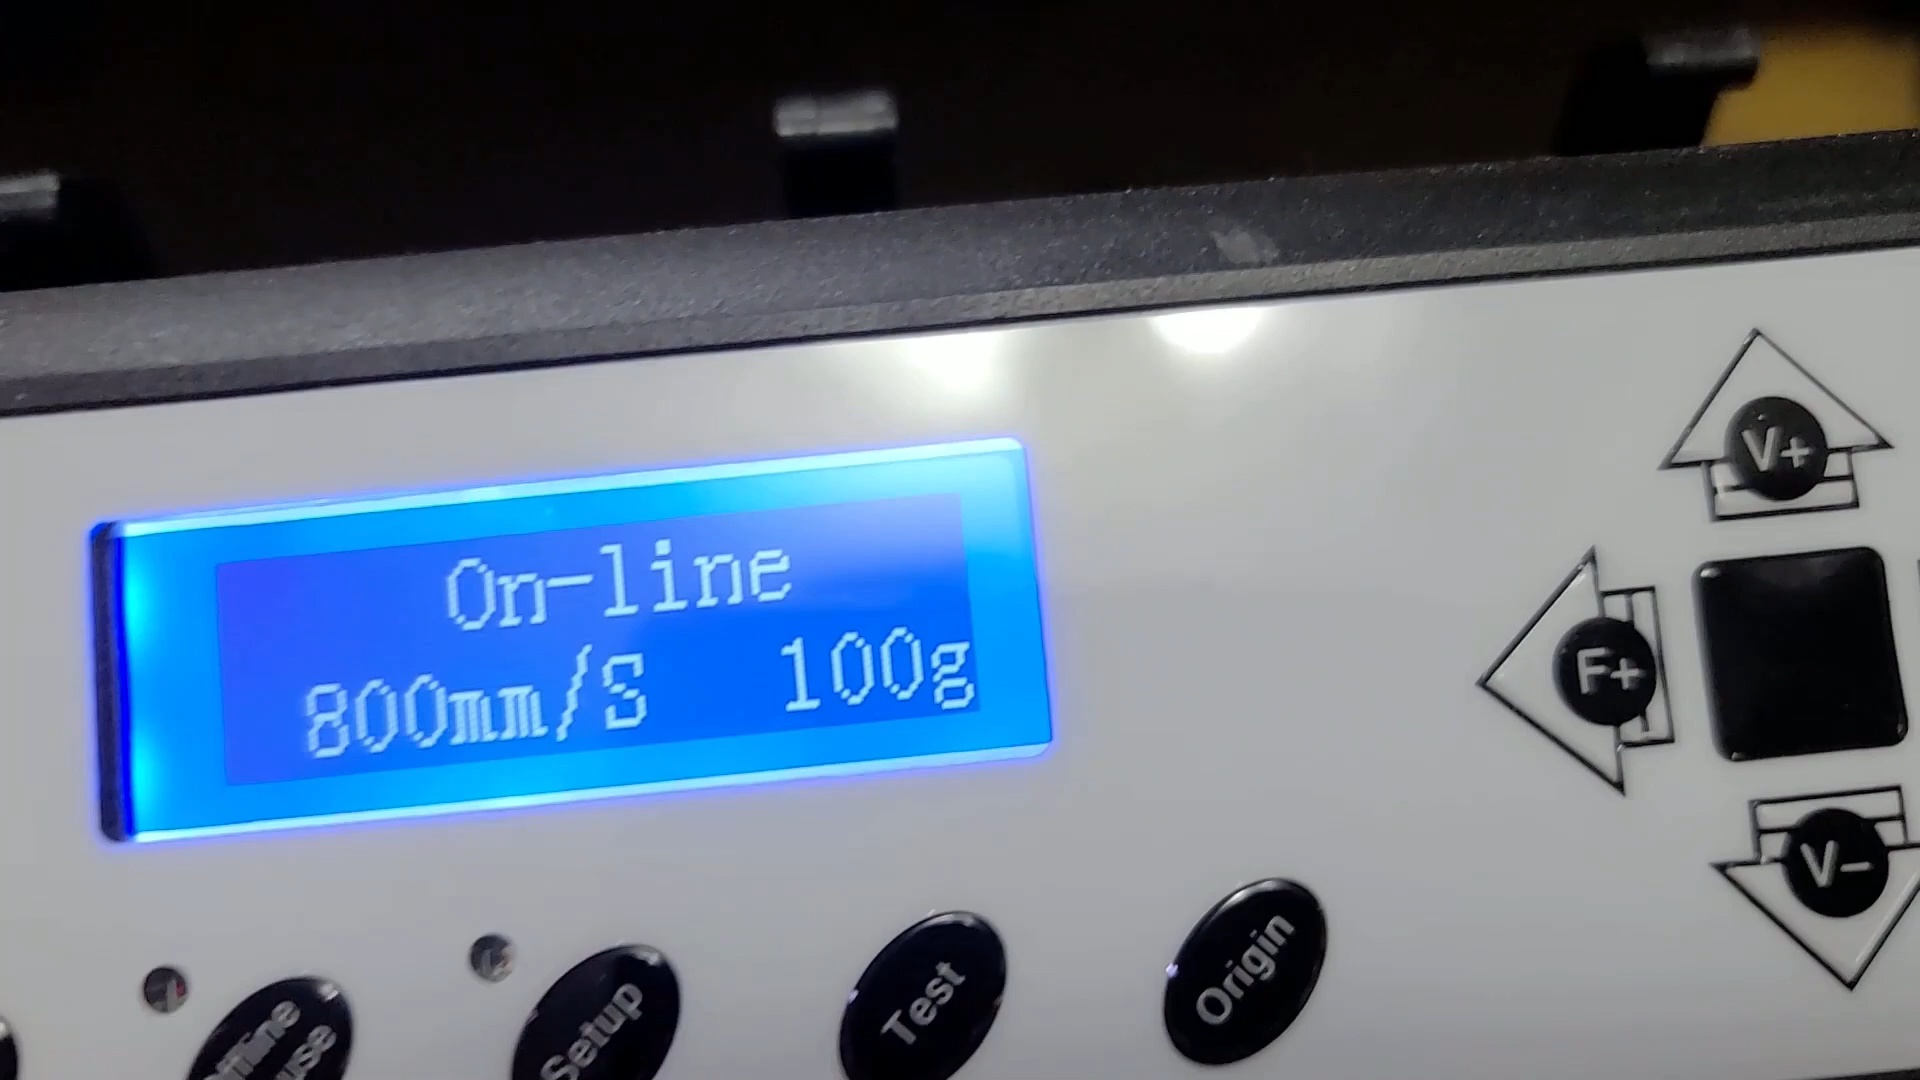 On-line
800mm/S 100g
V+
F+
V-
Setup
Test
Origin